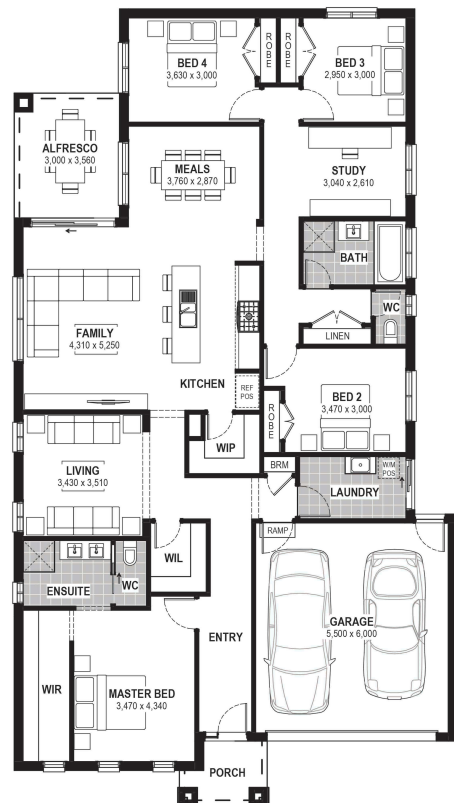 BED 4
3,630 x 3,000
ROBE
ROBE
BED 3
2,950 x 3,000
ALFRESCO
3,000 x 3,560
MEALS
3,760 x 2,870
STUDY
3,040 x 2,610
BATH
WC
LINEN
FAMILY
4,310 x 5,250
KITCHEN
REF
POS
BED 2
3,470 x 3,000
ROBE
WIP
LIVING
3,430 x 3,510
BRM
W/M
POS
LAUNDRY
RAMP
WIL
ENSUITE
WC
GARAGE
5,500 x 6,000
ENTRY
WIR
MASTER BED
3,470 x 4,340
PORCH